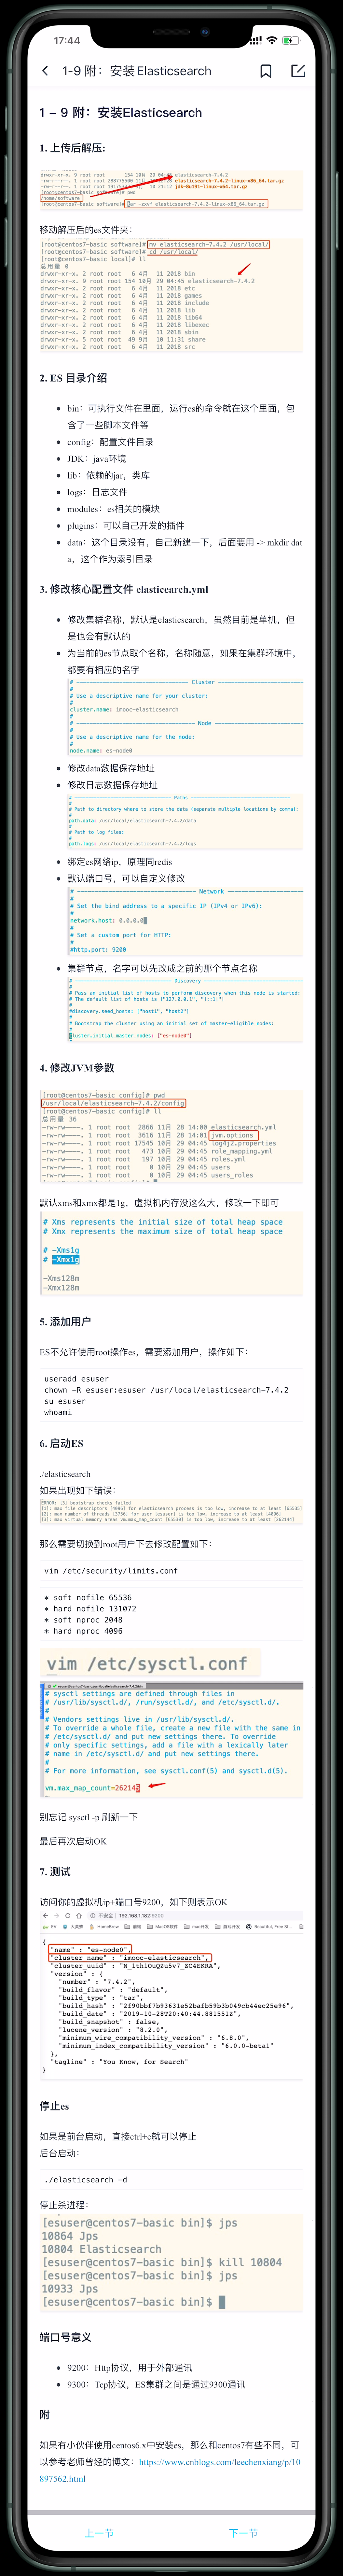 17:44
1-9 附：安装Elasticsearch
1 – 9 附：安装Elasticsearch
1. 上传后解压:
drwxr-xr-x. 9 root root 154 10月 29 04:45 elasticsearch-7.4.2
elasticsearch-7.4.2-linux-x86_64.tar.gz
jdk-8u191-linux-x64.tar.gz
[root@centos7-basic software]# pwd
/home/software
[root@centos7-basic software]# tar -zxvf elasticsearch-7.4.2-linux-x86_64.tar.gz
移动解压后的es文件夹：
[root@centos7-basic software]# mv elasticsearch-7.4.2 /usr/local/
[root@centos7-basic software]# cd /usr/local/
[root@centos7-basic local]# ll
总用量 0
drwxr-xr-x. 2 root root 6 4月 11 2018 bin
drwxr-xr-x. 9 root root 154 10月 29 04:45 elasticsearch-7.4.2
drwxr-xr-x. 2 root root 6 4月 11 2018 etc
drwxr-xr-x. 2 root root 6 4月 11 2018 games
drwxr-xr-x. 2 root root 6 4月 11 2018 include
drwxr-xr-x. 2 root root 6 4月 11 2018 lib
drwxr-xr-x. 2 root root 6 4月 11 2018 lib64
drwxr-xr-x. 2 root root 6 4月 11 2018 libexec
drwxr-xr-x. 2 root root 6 4月 11 2018 sbin
drwxr-xr-x. 5 root root 49 9月 10 11:31 share
drwxr-xr-x. 2 root root 6 4月 11 2018 src
2. ES 目录介绍
bin：可执行文件在里面，运行es的命令就在这个里面，包
含了一些脚本文件等
config：配置文件目录
JDK：java环境
lib：依赖的jar，类库
logs：日志文件
modules：es相关的模块
plugins：可以自己开发的插件
data：这个目录没有，自己新建一下，后面要用 -> mkdir dat
a，这个作为索引目录
3. 修改核心配置文件 elasticearch.yml
修改集群名称，默认是elasticsearch，虽然目前是单机，但
是也会有默认的
为当前的es节点取个名称，名称随意，如果在集群环境中，
都要有相应的名字
# ---------------------------------- Cluster -----------------------------------
#
# Use a descriptive name for your cluster:
#
cluster.name: imooc-elasticsearch
#
# ------------------------------------ Node ------------------------------------
#
# Use a descriptive name for the node:
#
node.name: es-node0
修改data数据保存地址
修改日志数据保存地址
# ----------------------------------- Paths ------------------------------------
#
# Path to directory where to store the data (separate multiple locations by comma):
#
path.data: /usr/local/elasticsearch-7.4.2/data
#
# Path to log files:
#
path.logs: /usr/local/elasticsearch-7.4.2/logs
绑定es网络ip，原理同redis
默认端口号，可以自定义修改
# ---------------------------------- Network -----------------------------------
#
# Set the bind address to a specific IP (IPv4 or IPv6):
#
network.host: 0.0.0.0
#
# Set a custom port for HTTP:
#
#http.port: 9200
集群节点，名字可以先改成之前的那个节点名称
# --------------------------------- Discovery ----------------------------------
#
# Pass an initial list of hosts to perform discovery when this node is started:
# The default list of hosts is ["127.0.0.1", "[::1]"]
#
#discovery.seed_hosts: ["host1", "host2"]
#
# Bootstrap the cluster using an initial set of master-eligible nodes:
#
cluster.initial_master_nodes: ["es-node0"]
4. 修改JVM参数
[root@centos7-basic config]# pwd
/usr/local/elasticsearch-7.4.2/config
[root@centos7-basic config]# ll
总用量 36
-rw-rw----. 1 root root 2866 11月 28 14:00 elasticsearch.yml
-rw-rw----. 1 root root 3616 11月 28 14:01 jvm.options
-rw-rw----. 1 root root 17545 10月 29 04:45 log4j2.properties
-rw-rw----. 1 root root 473 10月 29 04:45 role_mapping.yml
-rw-rw----. 1 root root 197 10月 29 04:45 roles.yml
-rw-rw----. 1 root root 0 10月 29 04:45 users
-rw-rw----. 1 root root 0 10月 29 04:45 users_roles
默认xms和xmx都是1g，虚拟机内存没这么大，修改一下即可
# Xms represents the initial size of total heap space
# Xmx represents the maximum size of total heap space
# -Xms1g
# -Xmx1g
-Xms128m
-Xmx128m
5. 添加用户
ES不允许使用root操作es，需要添加用户，操作如下：
useradd esuser
chown -R esuser:esuser /usr/local/elasticsearch-7.4.2
su esuser
whoami
6. 启动ES
./elasticsearch
如果出现如下错误：
ERROR: [3] bootstrap checks failed
[1]: max file descriptors [4096] for elasticsearch process is too low, increase to at least [65535]
[2]: max number of threads [3756] for user [esuser] is too low, increase to at least [4096]
[3]: max virtual memory areas vm.max_map_count [65530] is too low, increase to at least [262144]
那么需要切换到root用户下去修改配置如下：
vim /etc/security/limits.conf
* soft nofile 65536
* hard nofile 131072
* soft nproc 2048
* hard nproc 4096
vim /etc/sysctl.conf
# sysctl settings are defined through files in
# /usr/lib/sysctl.d/, /run/sysctl.d/, and /etc/sysctl.d/.
#
# Vendors settings live in /usr/lib/sysctl.d/.
# To override a whole file, create a new file with the same in
# /etc/sysctl.d/ and put new settings there. To override
# only specific settings, add a file with a lexically later
# name in /etc/sysctl.d/ and put new settings there.
#
# For more information, see sysctl.conf(5) and sysctl.d(5).
vm.max_map_count=262145
别忘记 sysctl -p 刷新一下
最后再次启动OK
7. 测试
访问你的虚拟机ip+端口号9200，如下则表示OK
不安全 | 192.168.1.182:9200
EV 大集锦 HomeBrew 前端 Mac的软件 mac开发 游戏开发 Beautiful, Free St...
{
"name" : "es-node0",
"cluster_name" : "imooc-elasticsearch",
"cluster_uuid" : "N_1th1OuQZu5v7_ZC4EKRA",
"version" : {
"number" : "7.4.2",
"build_flavor" : "default",
"build_type" : "tar",
"build_hash" : "2f90bbf7b93631e52bafb59b3b049cb44ec25e96",
"build_date" : "2019-10-28T20:40:44.881551Z",
"build_snapshot" : false,
"lucene_version" : "8.2.0",
"minimum_wire_compatibility_version" : "6.8.0",
"minimum_index_compatibility_version" : "6.0.0-beta1"
},
"tagline" : "You Know, for Search"
}
停止es
如果是前台启动，直接ctrl+c就可以停止
后台启动：
./elasticsearch -d
停止杀进程：
[esuser@centos7-basic bin]$ jps
10864 Jps
10804 Elasticsearch
[esuser@centos7-basic bin]$ kill 10804
[esuser@centos7-basic bin]$ jps
10933 Jps
[esuser@centos7-basic bin]$
端口号意义
9200：Http协议，用于外部通讯
9300：Tcp协议，ES集群之间是通过9300通讯
附
如果有小伙伴使用centos6.x中安装es，那么和centos7有些不同，可
以参考老师曾经的博文：https://www.cnblogs.com/leechenxiang/p/10
897562.html
上一节
下一节